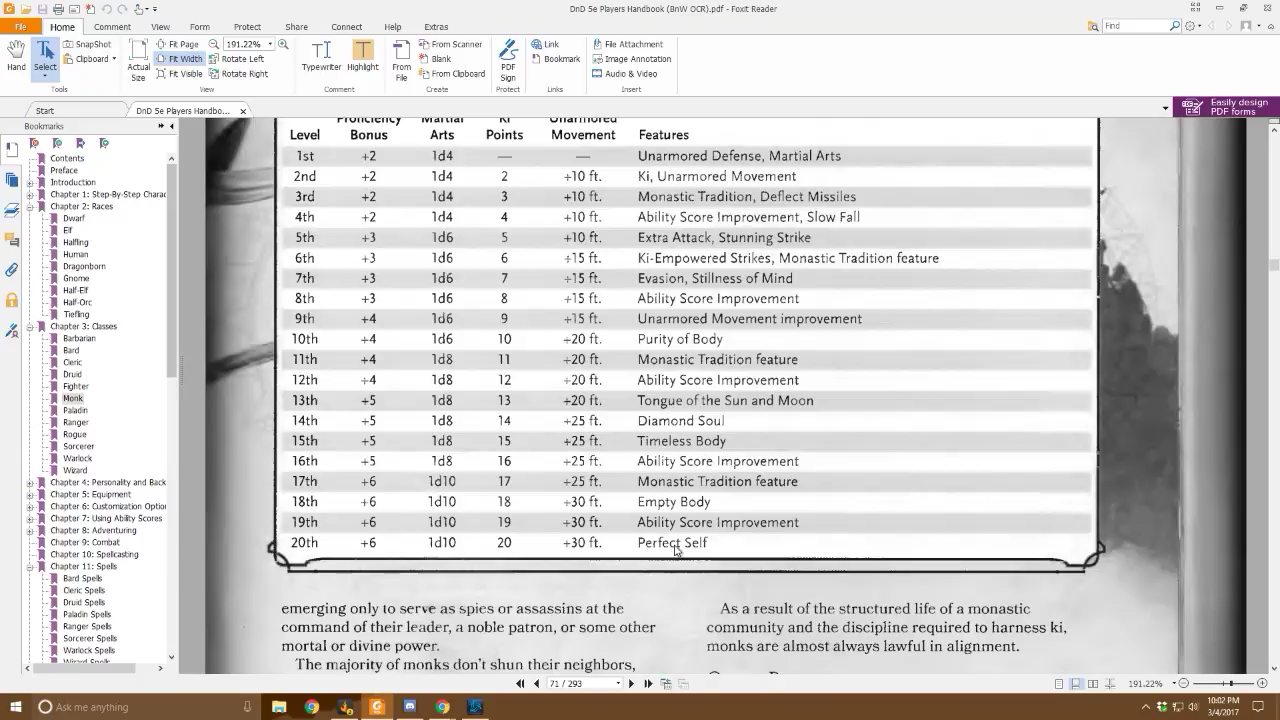 DnD 5e Players Handbook (BnW OCR).pdf - Foxit Reader
File Home Comment View Form Protect Share Connect Help Extras
Find
Hand
Select
SnapShot
Clipboard
Tools
Actual Size
Fit Page
Fit Width
Fit Visible
191.22%
Rotate Left
Rotate Right
View
Typewriter
Highlight
Comment
From File
From Scanner
Blank
From Clipboard
Create
PDF Sign
Protect
Link
Bookmark
Links
File Attachment
Image Annotation
Audio & Video
Insert
Start
DnD 5e Players Handbo...
Easily design
PDF forms
Bookmarks
Contents
Preface
Introduction
Chapter 1: Step-By-Step Charac
Chapter 2: Races
Dwarf
Elf
Halfling
Human
Dragonborn
Gnome
Half-Elf
Half-Orc
Tiefling
Chapter 3: Classes
Barbarian
Bard
Cleric
Druid
Fighter
Monk
Paladin
Ranger
Rogue
Sorcerer
Warlock
Wizard
Chapter 4: Personality and Back
Chapter 5: Equipment
Chapter 6: Customization Optio
Chapter 7: Using Ability Scores
Chapter 8: Adventuring
Chapter 9: Combat
Chapter 10: Spellcasting
Chapter 11: Spells
Bard Spells
Cleric Spells
Druid Spells
Paladin Spells
Ranger Spells
Sorcerer Spells
Warlock Spells
Wizard Spells
Proficiency Martial Ki Unarmored
Level Bonus Arts Points Movement Features
1st +2 1d4 — — Unarmored Defense, Martial Arts
2nd +2 1d4 2 +10 ft. Ki, Unarmored Movement
3rd +2 1d4 3 +10 ft. Monastic Tradition, Deflect Missiles
4th +2 1d4 4 +10 ft. Ability Score Improvement, Slow Fall
5th +3 1d6 5 +10 ft. Extra Attack, Stunning Strike
6th +3 1d6 6 +15 ft. Ki-Empowered Strikes, Monastic Tradition feature
7th +3 1d6 7 +15 ft. Evasion, Stillness of Mind
8th +3 1d6 8 +15 ft. Ability Score Improvement
9th +4 1d6 9 +15 ft. Unarmored Movement improvement
10th +4 1d6 10 +20 ft. Purity of Body
11th +4 1d8 11 +20 ft. Monastic Tradition feature
12th +4 1d8 12 +20 ft. Ability Score Improvement
13th +5 1d8 13 +20 ft. Tongue of the Sun and Moon
14th +5 1d8 14 +25 ft. Diamond Soul
15th +5 1d8 15 +25 ft. Timeless Body
16th +5 1d8 16 +25 ft. Ability Score Improvement
17th +6 1d10 17 +25 ft. Monastic Tradition feature
18th +6 1d10 18 +30 ft. Empty Body
19th +6 1d10 19 +30 ft. Ability Score Improvement
20th +6 1d10 20 +30 ft. Perfect Self
emerging only to serve as spies or assassins at the
command of their leader, a noble patron, or some other
mortal or divine power.
The majority of monks don't shun their neighbors,
As a result of the structured life of a monastic
community and the discipline required to harness ki,
monks are almost always lawful in alignment.
71 / 293
191.22%
Ask me anything
10:02 PM
3/4/2017